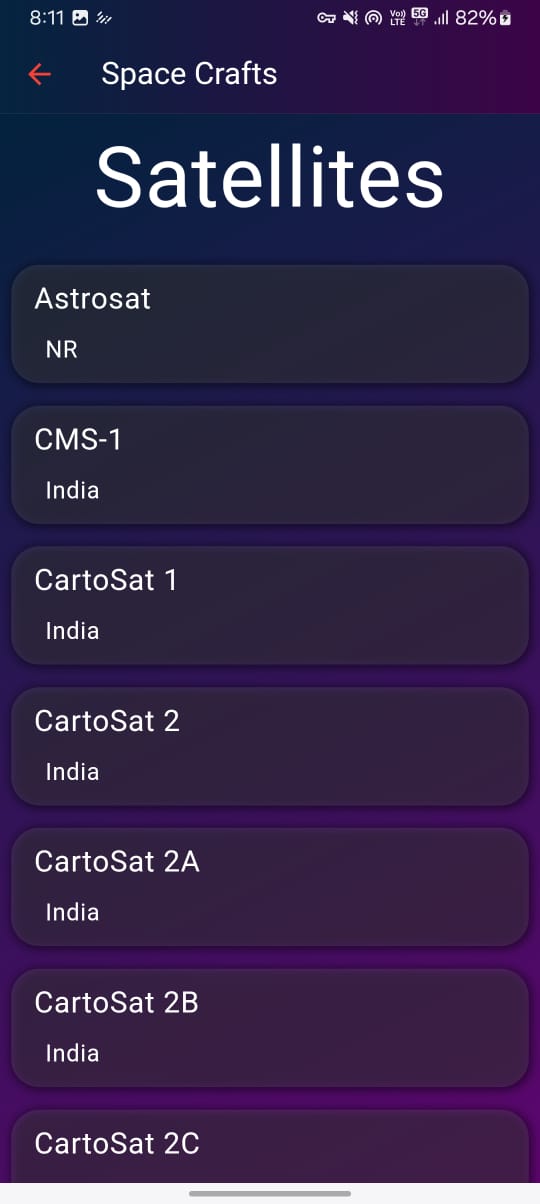 8:11 Vo)) LTE 5G 82%
Space Crafts
Satellites
Astrosat
NR
CMS-1
India
CartoSat 1
India
CartoSat 2
India
CartoSat 2A
India
CartoSat 2B
India
CartoSat 2C